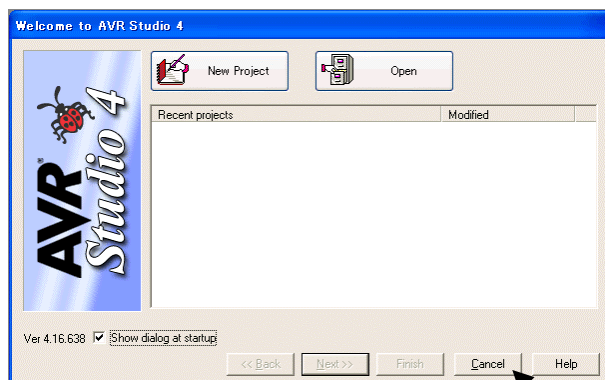 Welcome to AVR Studio 4
New Project
Open
Recent projects
Modified
AVR®
Studio 4
Ver 4.16.638
Show dialog at startup
<< Back
Next >>
Finish
Cancel
Help